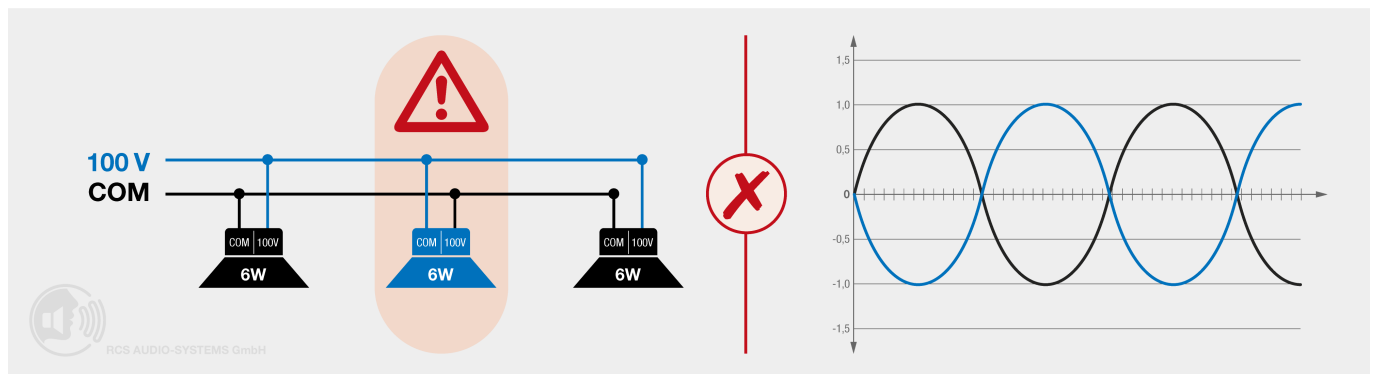 100 V
COM
COM 100V
6W
COM 100V
6W
COM 100V
6W
RCS AUDIO-SYSTEMS GmbH
1,5
1,0
0,5
0
-0,5
-1,0
-1,5